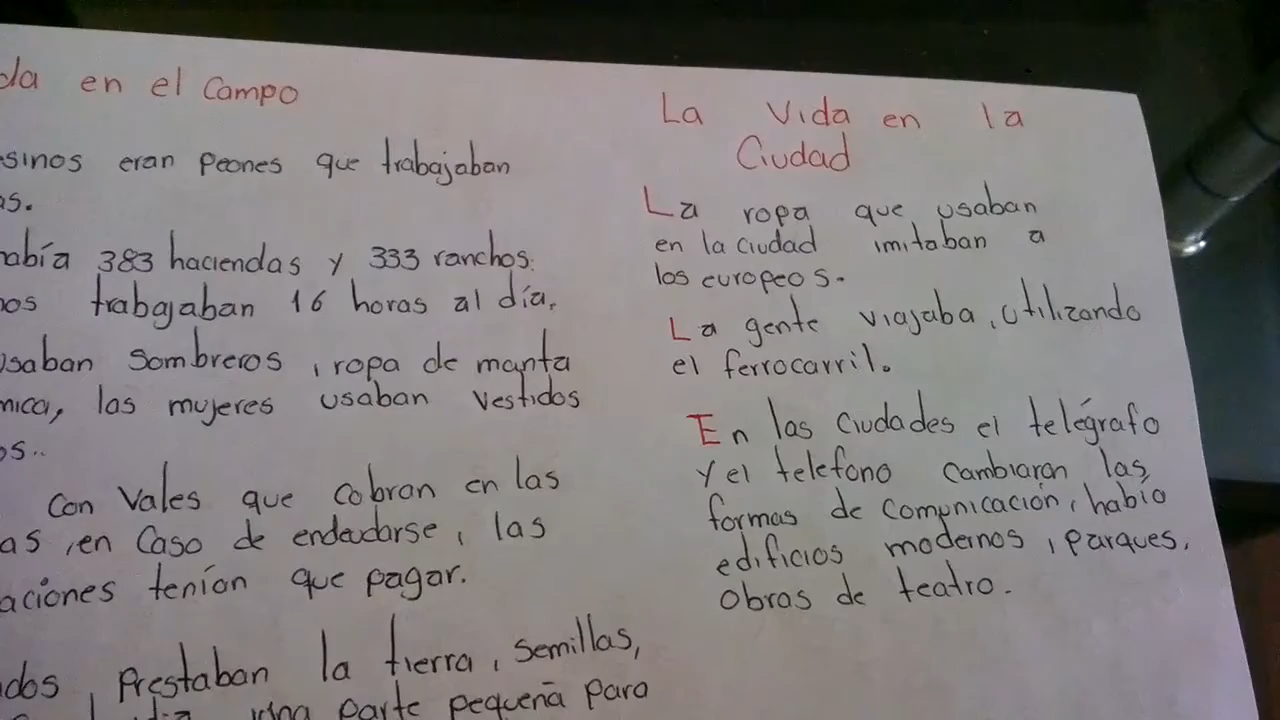 da en el Campo
sinos eran Peones que trabajaban
as.
abía 383 haciendas y 333 ranchos.
os trabajaban 16 horas al día.
usaban Sombreros, ropa de manta
nica, las mujeres usaban Vestidos
os..
Con Vales que Cobran en las
as, en Caso de endeudarse, las
aciones tenían que pagar.
dos, Prestaban la tierra, Semillas,
una parte pequeña para
La Vida en la
Ciudad
La ropa que usaban
en la Ciudad imitaban a
los europeos.
La gente viajaba, utilizando
el ferrocarril.
En las Ciudades el telégrafo
y el telefono Cambiaran las
formas de Comunicación, había
edificios modernos, parques,
Obras de teatro.